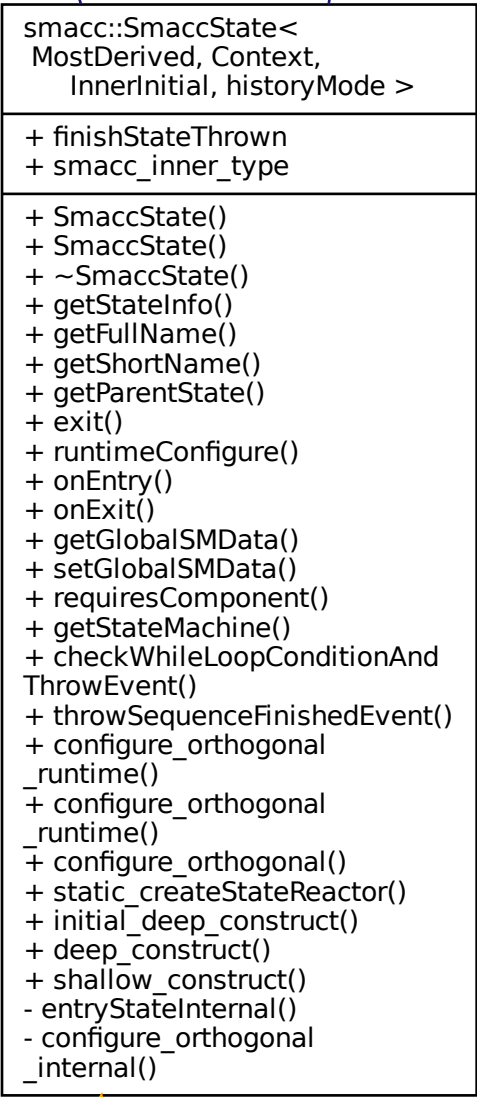 smacc::SmaccState<
MostDerived, Context,
InnerInitial, historyMode >
+ finishStateThrown
+ smacc_inner_type
+ SmaccState()
+ SmaccState()
+ ~SmaccState()
+ getStateInfo()
+ getFullName()
+ getShortName()
+ getParentState()
+ exit()
+ runtimeConfigure()
+ onEntry()
+ onExit()
+ getGlobalSMData()
+ setGlobalSMData()
+ requiresComponent()
+ getStateMachine()
+ checkWhileLoopConditionAnd
ThrowEvent()
+ throwSequenceFinishedEvent()
+ configure_orthogonal
_runtime()
+ configure_orthogonal
_runtime()
+ configure_orthogonal()
+ static_createStateReactor()
+ initial_deep_construct()
+ deep_construct()
+ shallow_construct()
- entryStateInternal()
- configure_orthogonal
_internal()